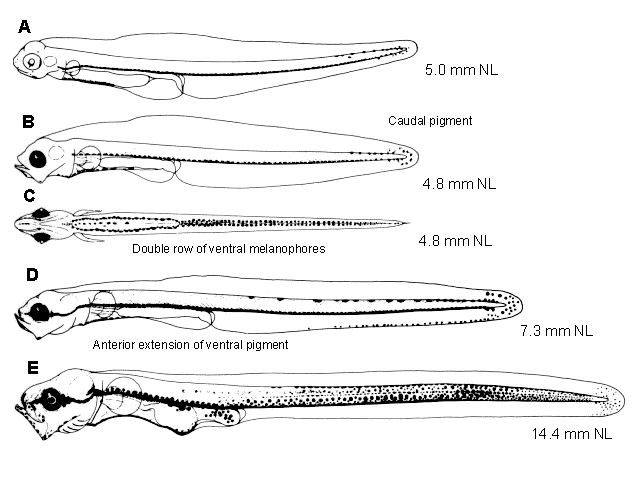 A
5.0 mm NL
B
Caudal pigment
4.8 mm NL
C
4.8 mm NL
Double row of ventral melanophores
D
7.3 mm NL
Anterior extension of ventral pigment
E
14.4 mm NL